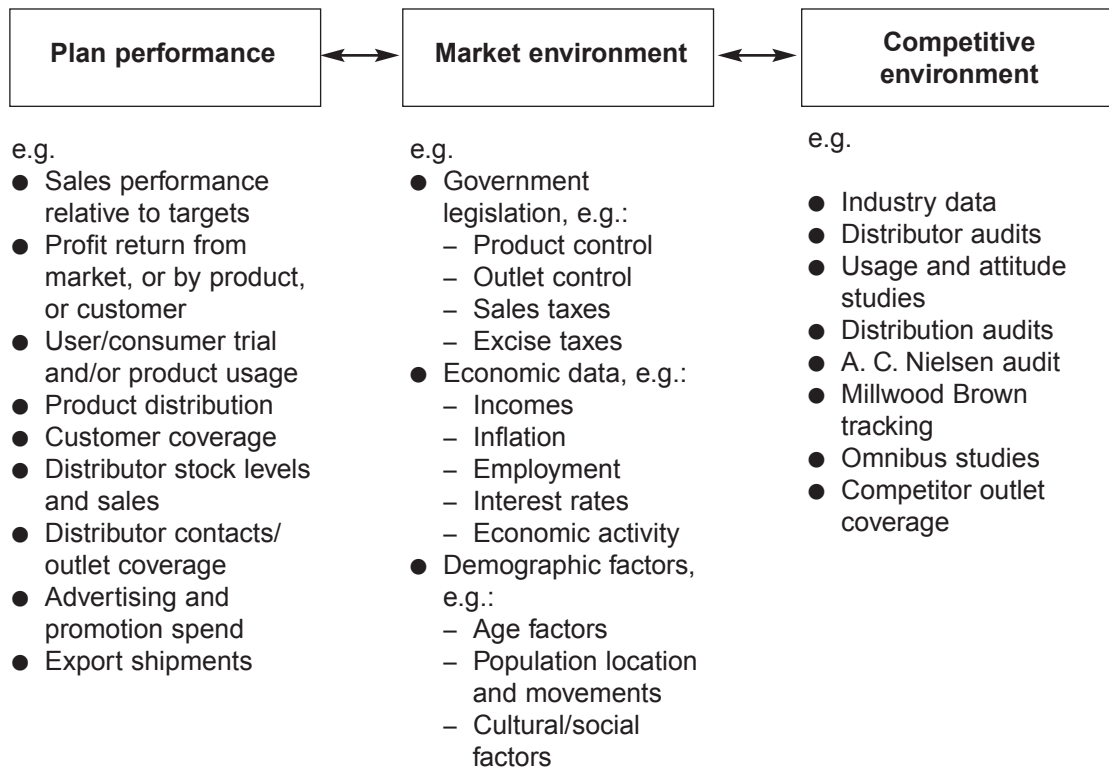 Plan performance
Market environment
Competitive
environment
e.g.
● Sales performance
relative to targets
● Profit return from
market, or by product,
or customer
● User/consumer trial
and/or product usage
● Product distribution
● Customer coverage
● Distributor stock levels
and sales
● Distributor contacts/
outlet coverage
● Advertising and
promotion spend
● Export shipments
e.g.
● Government
legislation, e.g.:
– Product control
– Outlet control
– Sales taxes
– Excise taxes
● Economic data, e.g.:
– Incomes
– Inflation
– Employment
– Interest rates
– Economic activity
● Demographic factors,
e.g.:
– Age factors
– Population location
and movements
– Cultural/social
factors
e.g.
● Industry data
● Distributor audits
● Usage and attitude
studies
● Distribution audits
● A. C. Nielsen audit
● Millwood Brown
tracking
● Omnibus studies
● Competitor outlet
coverage